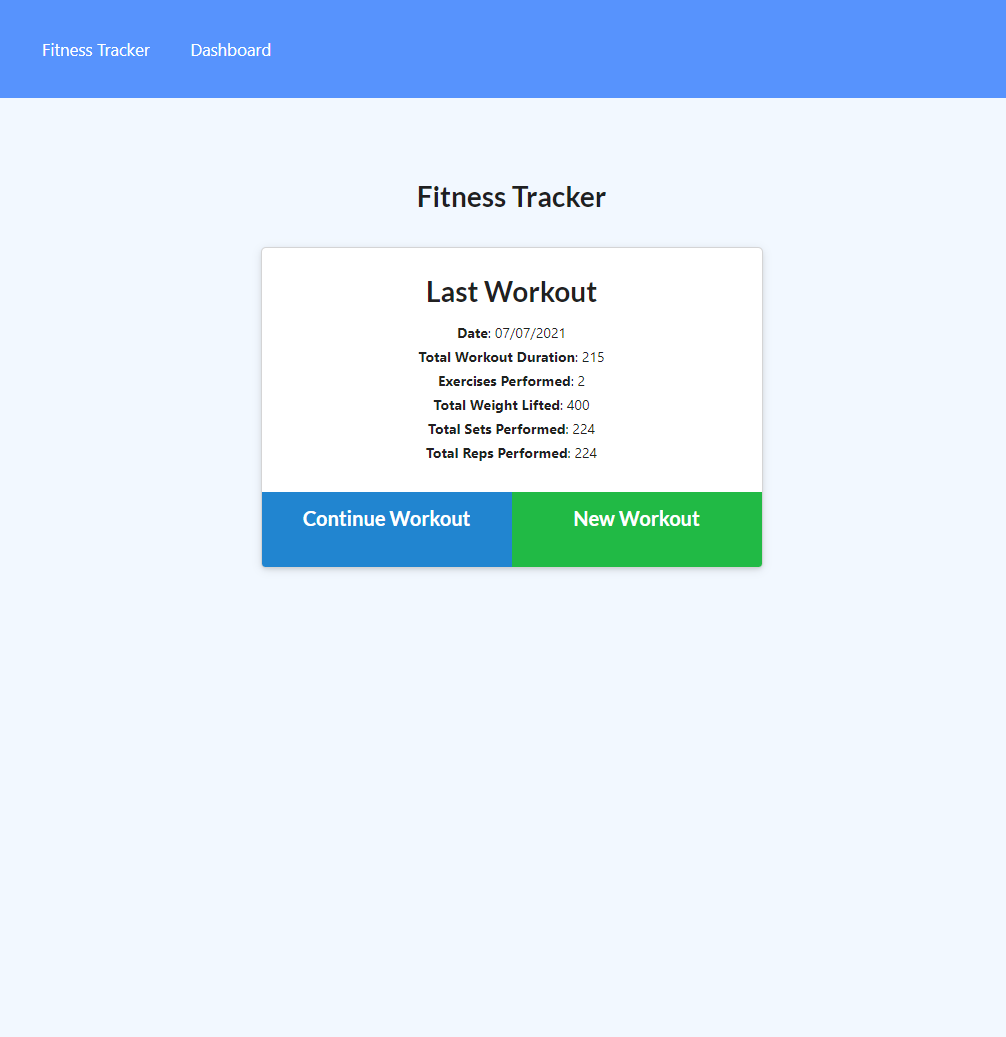 Fitness Tracker Dashboard
Fitness Tracker
Last Workout
Date: 07/07/2021
Total Workout Duration: 215
Exercises Performed: 2
Total Weight Lifted: 400
Total Sets Performed: 224
Total Reps Performed: 224
Continue Workout New Workout